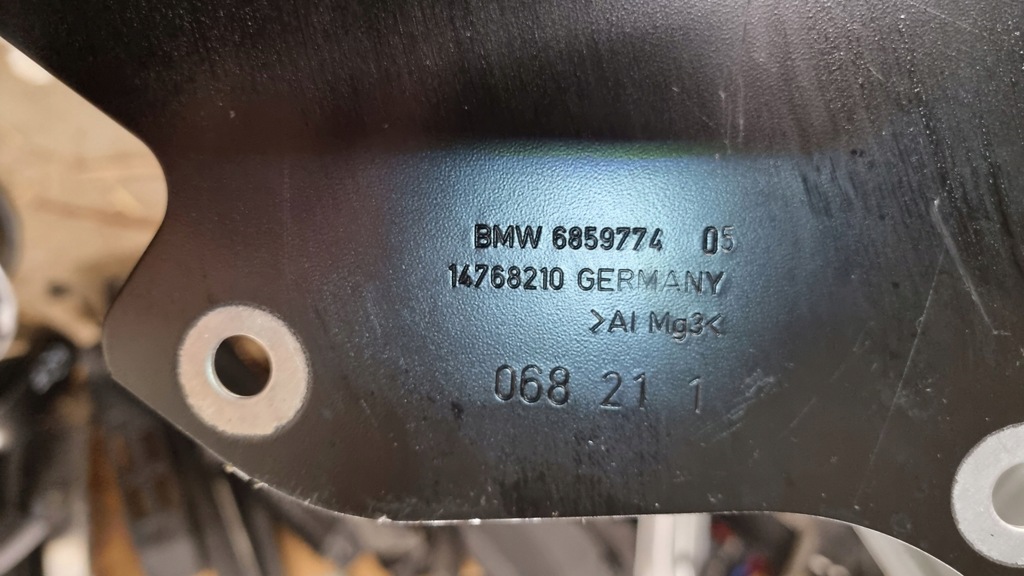 BMW 6859774 05
14768210 GERMANY
>Al Mg3<
068 21 1